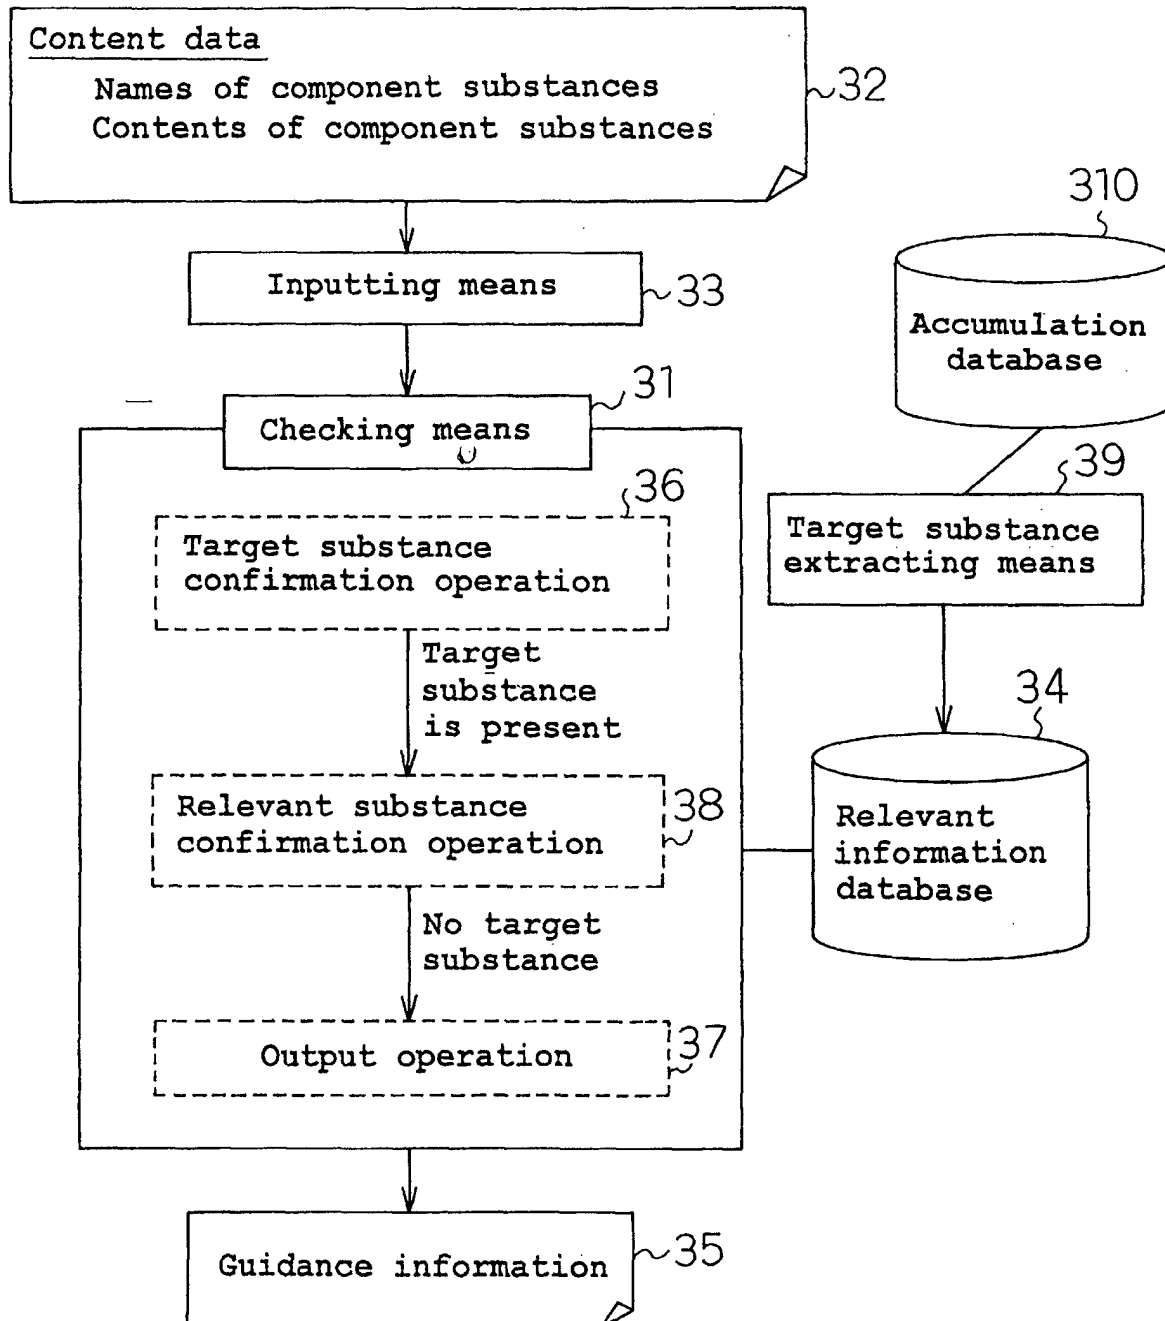 Content data
Names of component substances
Contents of component substances
32
310
Inputting means
33
Accumulation
database
31
Checking means
39
36
Target substance
extracting means
Target substance
confirmation operation
Target
substance
is present
34
Relevant substance
confirmation operation
38
Relevant
information
database
No target
substance
Output operation
37
35
Guidance information